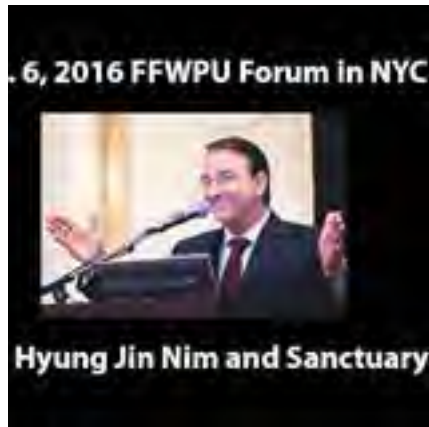 . 6, 2016 FFWPU Forum in NYC
Hyung Jin Nim and Sanctuary